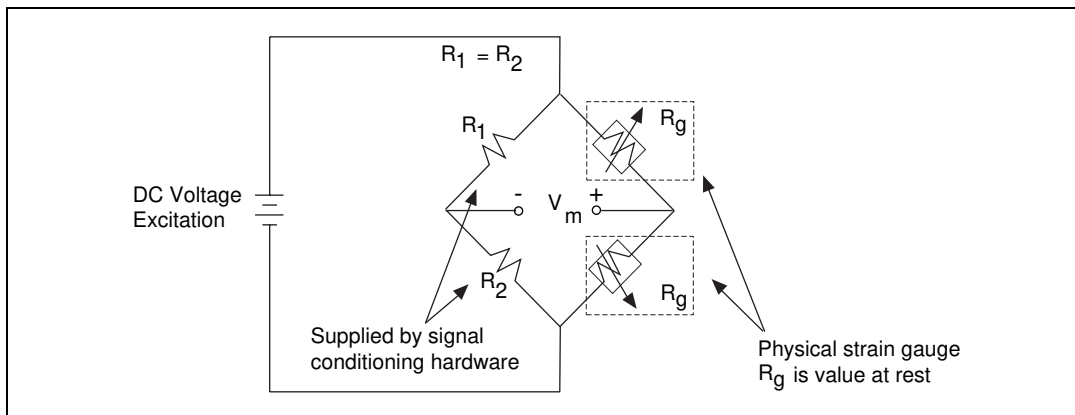 R1 = R2
R1
Rg
DC Voltage
Excitation
- Vm +
R2
Rg
Supplied by signal
conditioning hardware
Physical strain gauge
Rg is value at rest